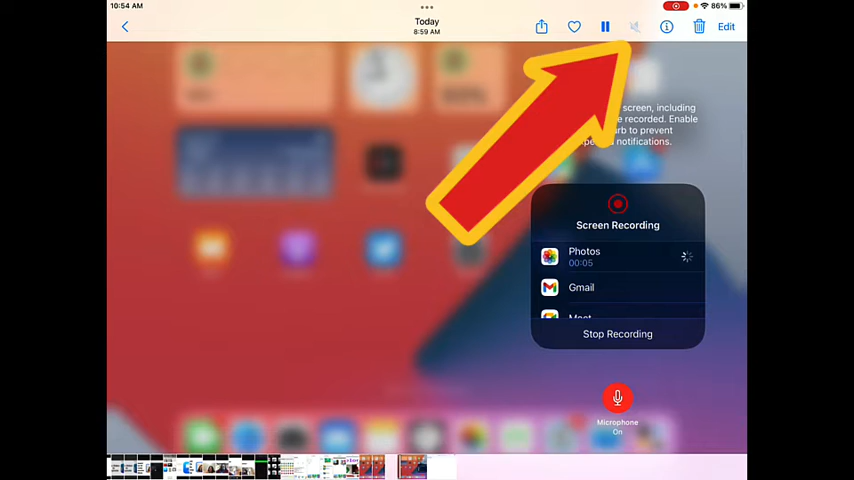 10:54 AM
86%
Today
8:59 AM
Edit
screen, including
e recorded. Enable
urb to prevent
notifications.
Screen Recording
Photos
00:05
Gmail
Meet
Stop Recording
Microphone
On